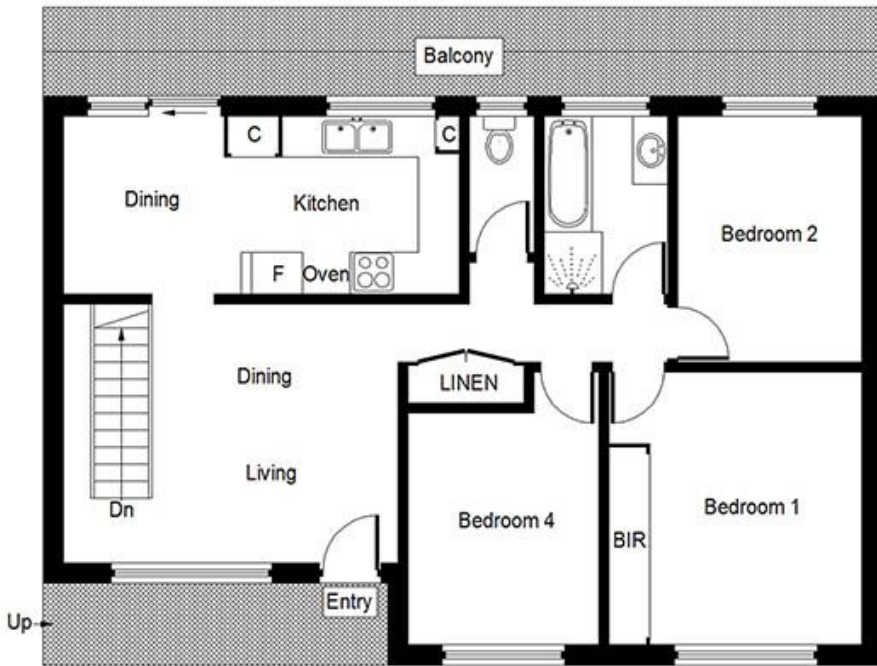 Balcony
C
C
Dining
Kitchen
Bedroom 2
F
Oven
Dining
LINEN
Living
Dn
Bedroom 4
Bedroom 1
BIR
Entry
Up